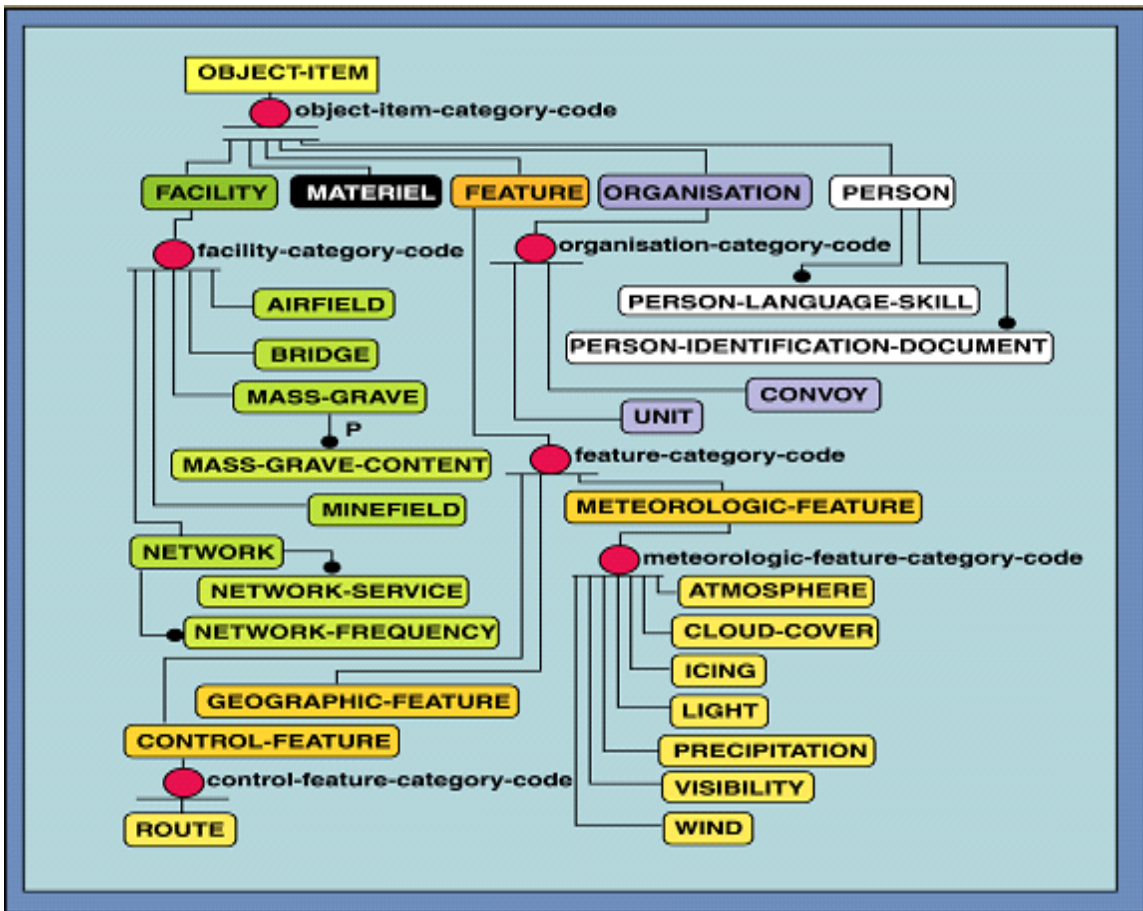 OBJECT-ITEM
object-item-category-code
FACILITY
MATERIEL
FEATURE
ORGANISATION
PERSON
facility-category-code
organisation-category-code
AIRFIELD
PERSON-LANGUAGE-SKILL
BRIDGE
PERSON-IDENTIFICATION-DOCUMENT
MASS-GRAVE
CONVOY
UNIT
P
MASS-GRAVE-CONTENT
feature-category-code
MINEFIELD
METEOROLOGIC-FEATURE
NETWORK
meteorologic-feature-category-code
NETWORK-SERVICE
ATMOSPHERE
NETWORK-FREQUENCY
CLOUD-COVER
ICING
GEOGRAPHIC-FEATURE
LIGHT
CONTROL-FEATURE
PRECIPITATION
control-feature-category-code
VISIBILITY
ROUTE
WIND